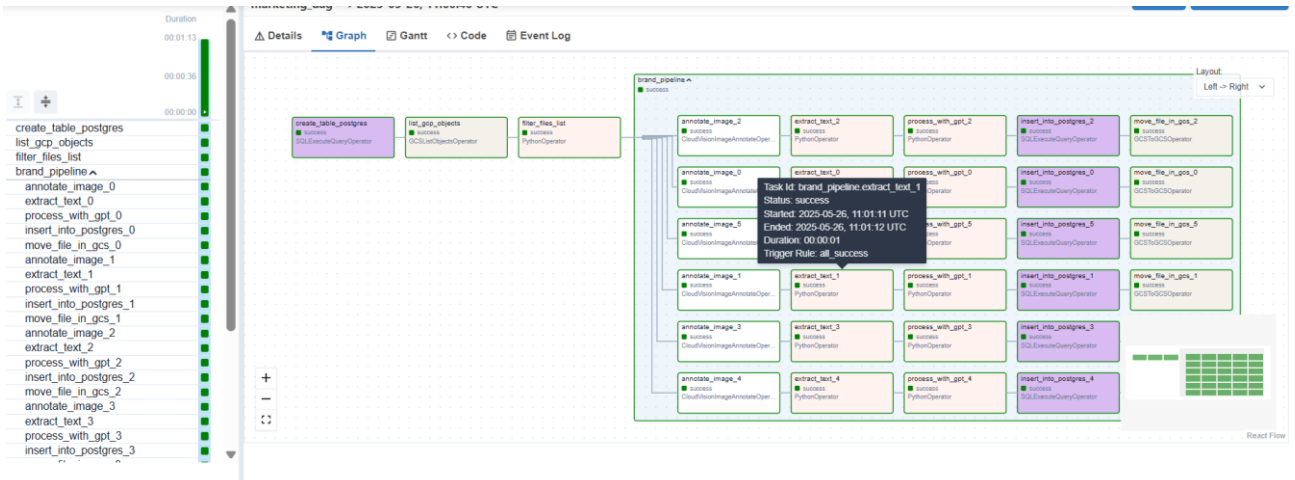 Duration
00:01:13
00:00:36
00:00:00
create_table_postgres
list_gcp_objects
filter_files_list
brand_pipeline
annotate_image_0
extract_text_0
process_with_gpt_0
insert_into_postgres_0
move_file_in_gcs_0
annotate_image_1
extract_text_1
process_with_gpt_1
insert_into_postgres_1
move_file_in_gcs_1
annotate_image_2
extract_text_2
process_with_gpt_2
insert_into_postgres_2
move_file_in_gcs_2
annotate_image_3
extract_text_3
process_with_gpt_3
insert_into_postgres_3
Details Graph Gantt <> Code Event Log
Layout:
Left -> Right
brand_pipeline
success
create_table_postgres
success
SQLExecuteQueryOperator
list_gcp_objects
success
GCSListObjectsOperator
filter_files_list
success
PythonOperator
annotate_image_2
success
CloudVisionImageAnnotateOper...
extract_text_2
success
PythonOperator
process_with_gpt_2
success
PythonOperator
insert_into_postgres_2
success
SQLExecuteQueryOperator
move_file_in_gcs_2
success
GCSToGCSOperator
annotate_image_0
success
CloudVisionImageAnnotateOper
extract_text_0
process_with_gpt_0
success
PythonOperator
insert_into_postgres_0
success
SQLExecuteQueryOperator
move_file_in_gcs_0
success
GCSToGCSOperator
Task Id: brand_pipeline.extract_text_1
Status: success
Started: 2025-05-26, 11:01:11 UTC
Ended: 2025-05-26, 11:01:12 UTC
Duration: 00:00:01
Trigger Rule: all_success
annotate_image_5
success
CloudVisionImageAnnotateOper
process_with_gpt_5
success
PythonOperator
insert_into_postgres_5
success
SQLExecuteQueryOperator
move_file_in_gcs_5
success
GCSToGCSOperator
annotate_image_1
success
CloudVisionImageAnnotateOper...
extract_text_1
success
PythonOperator
process_with_gpt_1
success
PythonOperator
insert_into_postgres_1
success
SQLExecuteQueryOperator
move_file_in_gcs_1
success
GCSToGCSOperator
annotate_image_3
success
CloudVisionImageAnnotateOper...
extract_text_3
success
PythonOperator
process_with_gpt_3
success
PythonOperator
insert_into_postgres_3
success
SQLExecuteQueryOperator
annotate_image_4
success
CloudVisionImageAnnotateOper...
extract_text_4
success
PythonOperator
process_with_gpt_4
success
PythonOperator
insert_into_postgres_4
success
SQLExecuteQueryOperator
React Flow